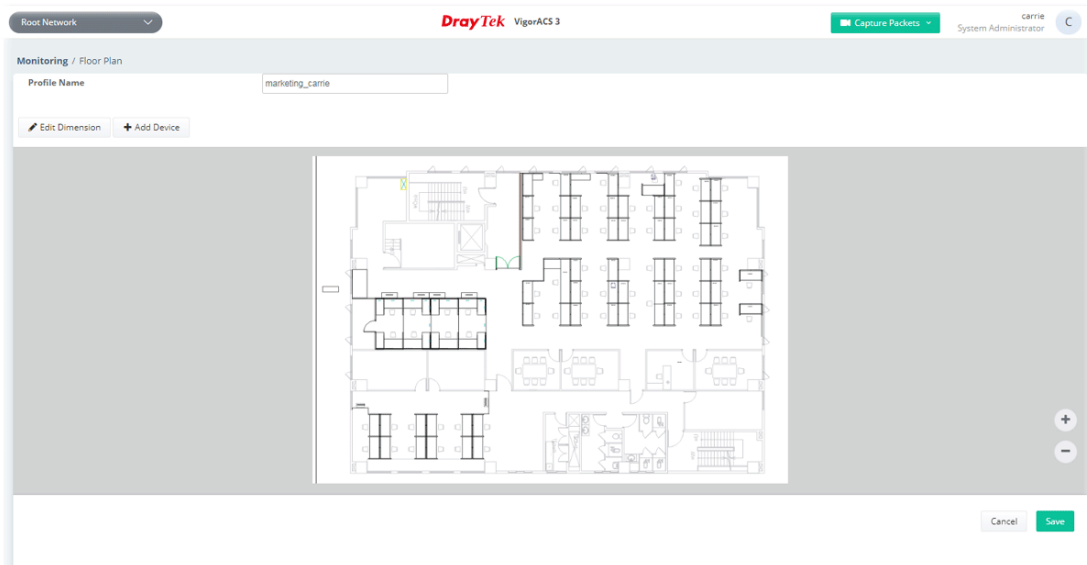 Root Network
DrayTek VigorACS 3
Capture Packets
carrie
System Administrator
C
Monitoring / Floor Plan
Profile Name
marketing_carrie
Edit Dimension
Add Device
Cancel
Save